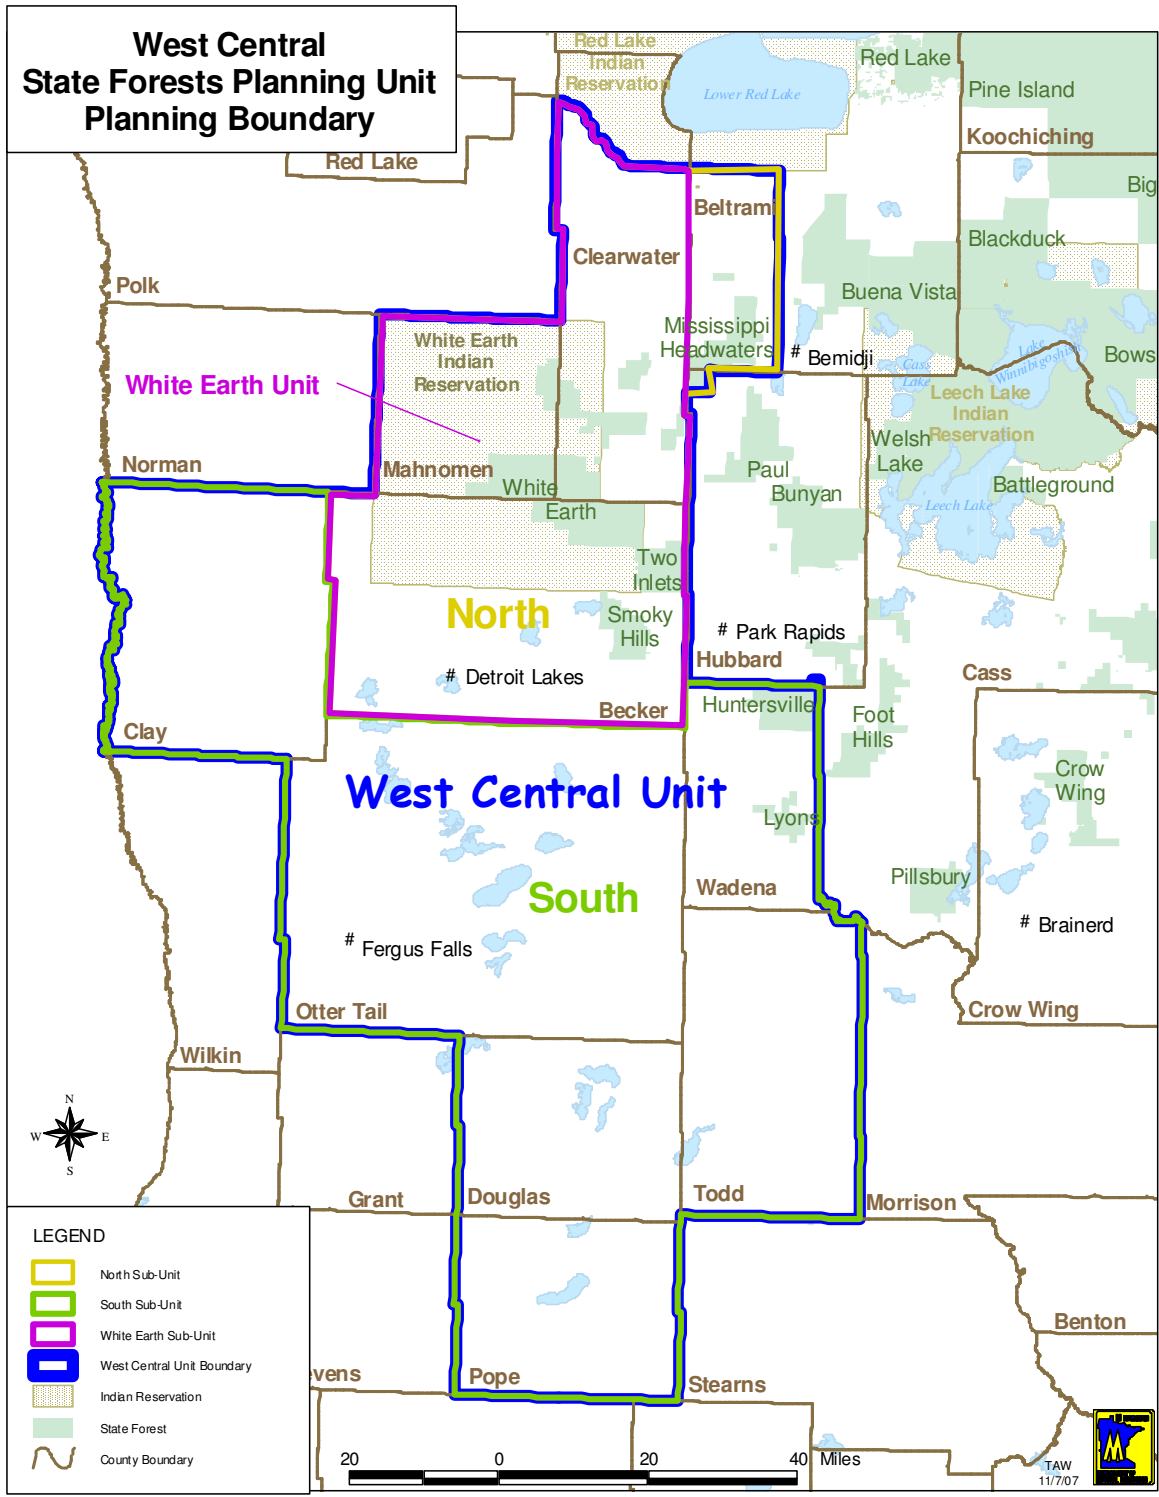 West Central
State Forests Planning Unit
Planning Boundary
Red Lake
Indian
Reservation
Lower Red Lake
Red Lake
Pine Island
Koochiching
Red Lake
Big
Beltrami
Blackduck
Clearwater
Polk
Buena Vista
Mississippi
Headwaters
# Bemidji
Lake
Winnibigoshish
Bows
Cass
Lake
White Earth
Indian
Reservation
White Earth Unit
Leech Lake
Indian
Reservation
Welsh
Lake
Norman
Mahnomen
Paul
Bunyan
White
Earth
Battleground
Leech Lake
Two
Inlets
North
Smoky
Hills
# Park Rapids
Hubbard
# Detroit Lakes
Cass
Becker
Huntersville
Foot
Hills
Clay
West Central Unit
Crow
Wing
Lyons
Wadena
Pillsbury
South
# Brainerd
# Fergus Falls
Otter Tail
Crow Wing
Wilkin
N
W
E
S
Grant
Douglas
Todd
Morrison
LEGEND
North Sub-Unit
South Sub-Unit
White Earth Sub-Unit
West Central Unit Boundary
Indian Reservation
State Forest
County Boundary
Benton
vens
Pope
Stearns
20 0 20 40 Miles
TAW
11/7/07